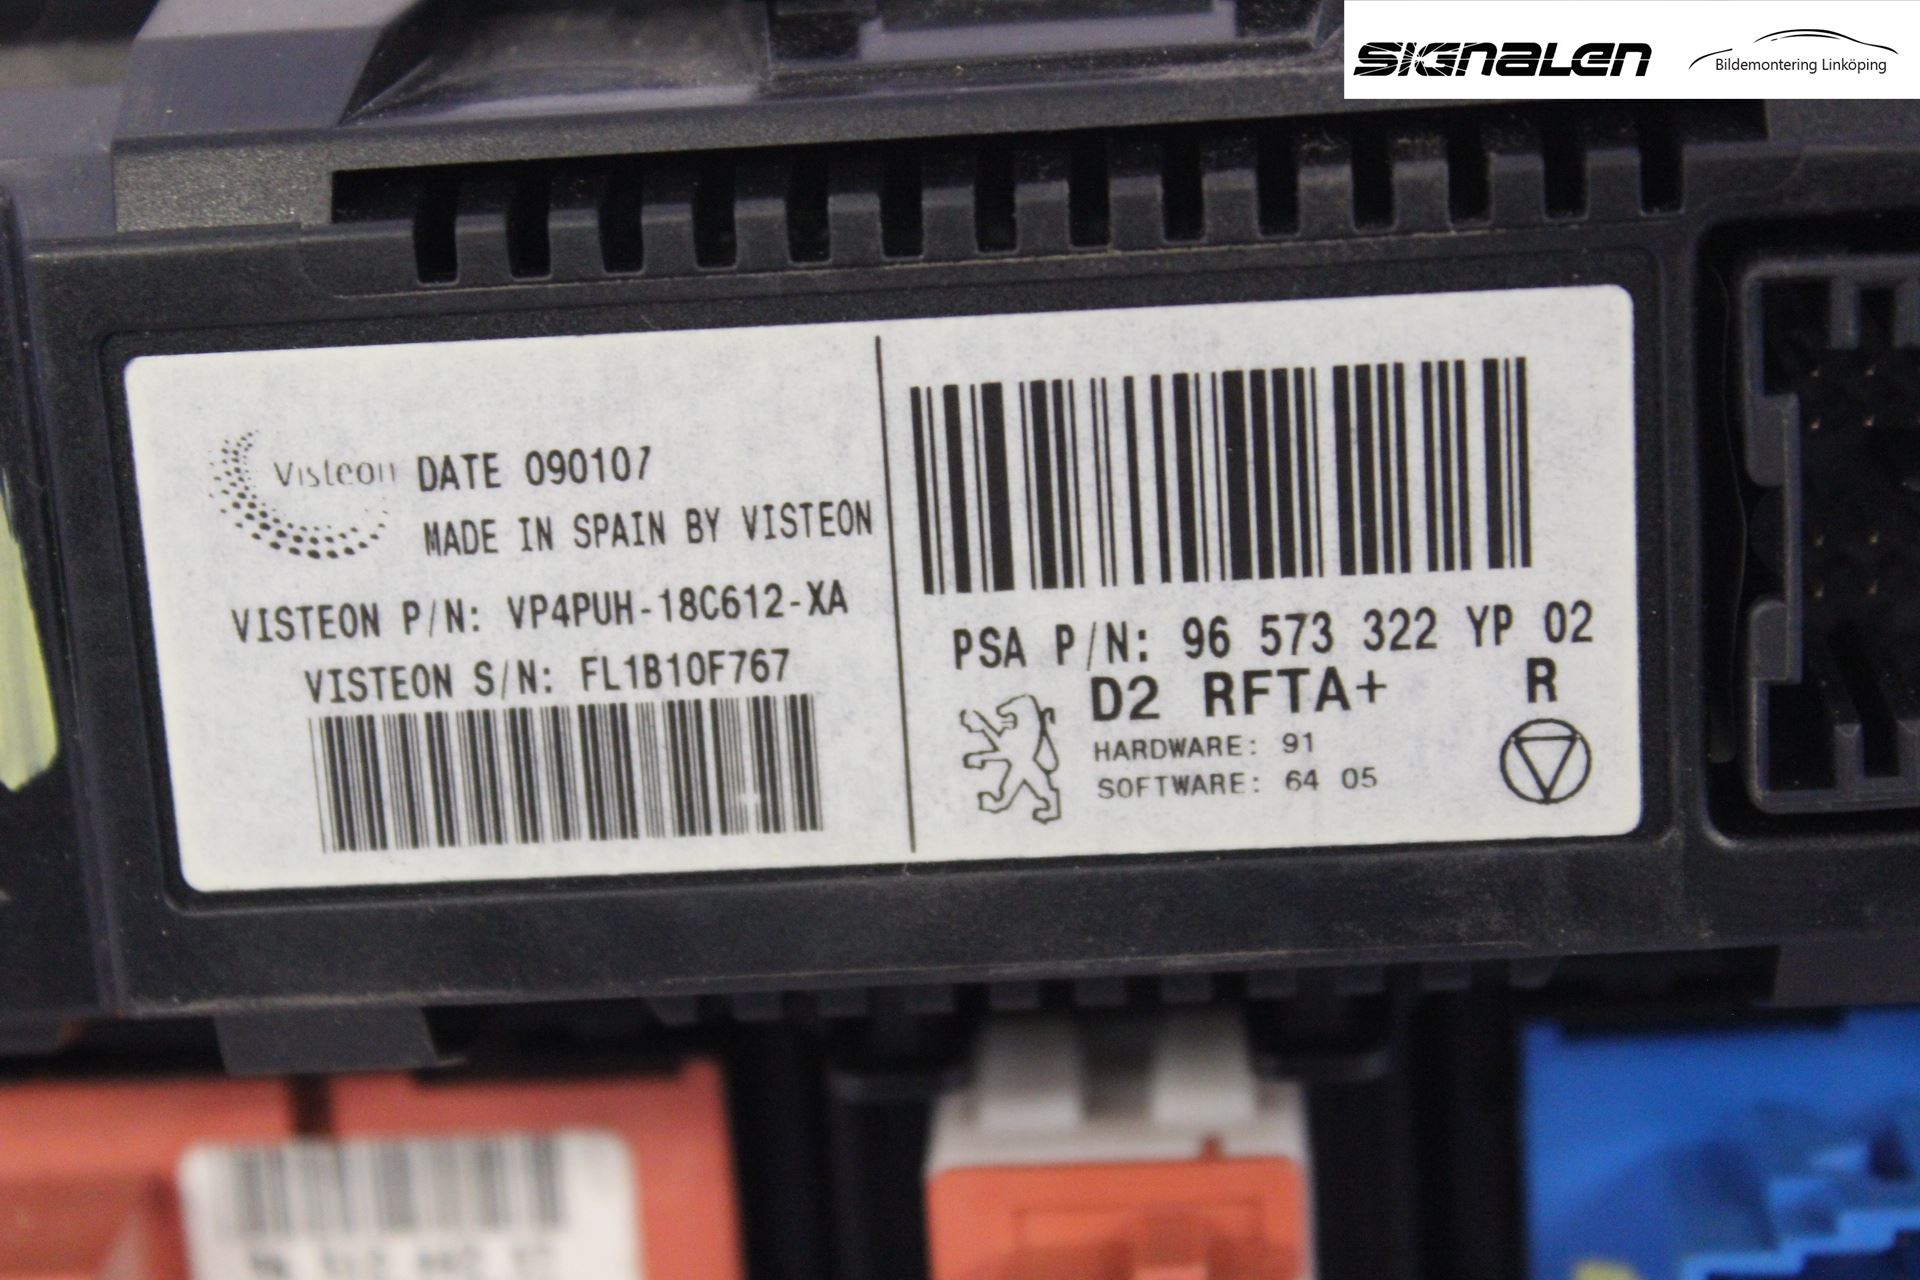 SIGNALEN
Bildemontering Linköping
Visteon DATE 090107
MADE IN SPAIN BY VISTEON
VISTEON P/N: VP4PUH-18C612-XA
VISTEON S/N: FL1B10F767
PSA P/N: 96 573 322 YP 02
D2 RFTA+ R
HARDWARE: 91
SOFTWARE: 64 05